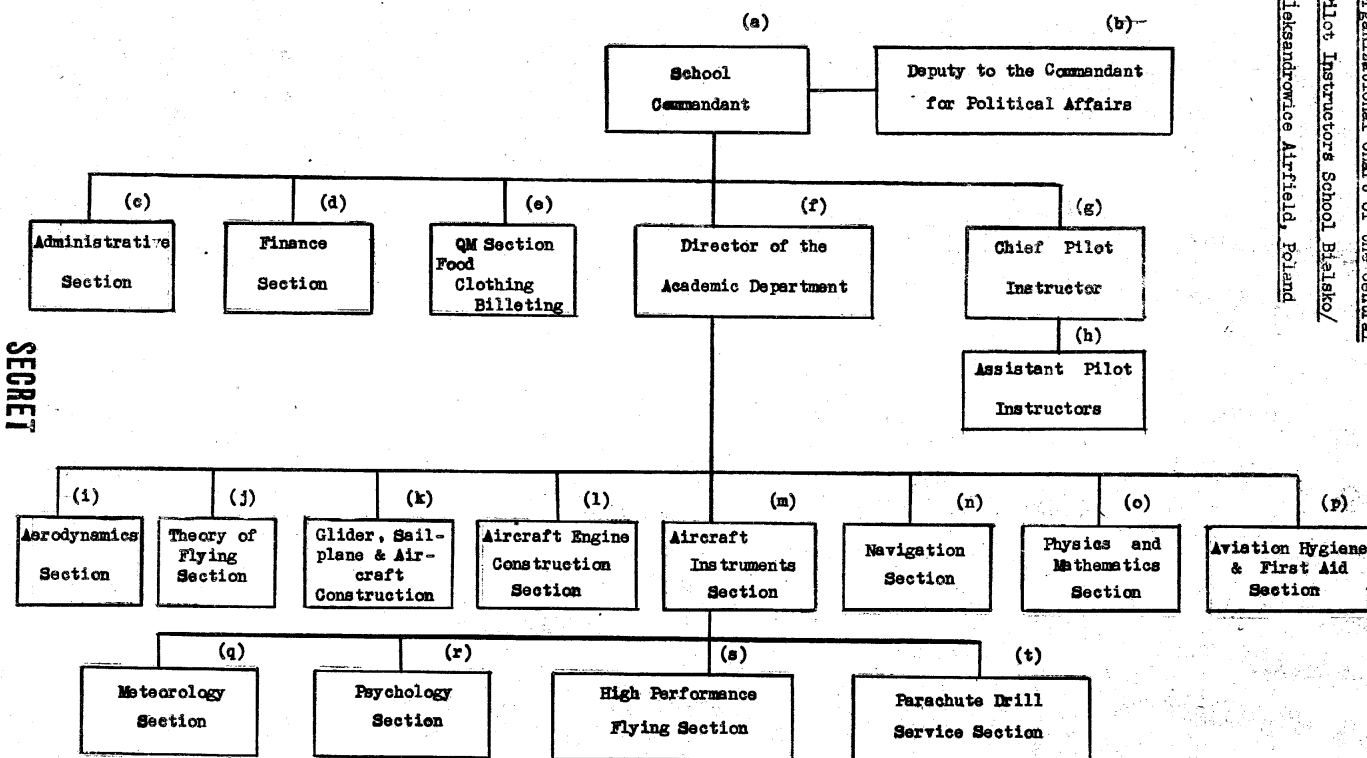 (a)
(b)
School
Commandant
Deputy to the Commandant
for Political Affairs
(c)
(d)
(e)
(f)
(g)
Administrative
Section
Finance
Section
QM Section
Food
Clothing
Billeting
Director of the
Academic Department
Chief Pilot
Instructor
(h)
Assistant Pilot
Instructors
(i)
(j)
(k)
(l)
(m)
(n)
(o)
(p)
Aerodynamics
Section
Theory of
Flying
Section
Glider, Sail-
plane & Air-
craft
Construction
Aircraft Engine
Construction
Section
Aircraft
Instruments
Section
Navigation
Section
Physics and
Mathematics
Section
Aviation Hygiene
& First Aid
Section
(q)
(r)
(s)
(t)
Meteorology
Section
Psychology
Section
High Performance
Flying Section
Parachute Drill
Service Section
Pilot Instructors School Bielsko/
Aleksandrowice Airfield, Poland
SECRET